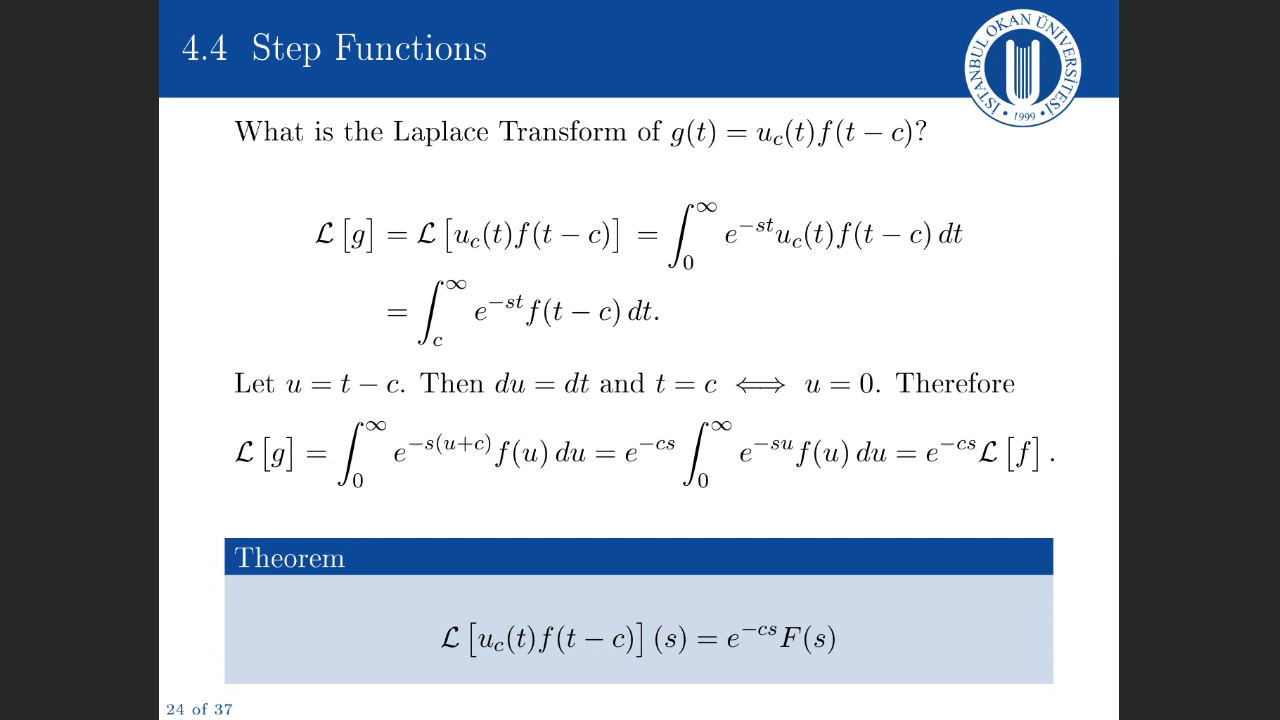 4.4 Step Functions
İSTANBUL OKAN ÜNİVERSİTESİ
• 1999 •
What is the Laplace Transform of g(t) = u_c(t)f(t − c)?
ℒ[g] = ℒ[u_c(t)f(t − c)] = ∫_0^∞ e^{−st}u_c(t)f(t − c) dt
= ∫_c^∞ e^{−st}f(t − c) dt.
Let u = t − c. Then du = dt and t = c ⟺ u = 0. Therefore
ℒ[g] = ∫_0^∞ e^{−s(u+c)}f(u) du = e^{−cs} ∫_0^∞ e^{−su}f(u) du = e^{−cs}ℒ[f].
Theorem
ℒ[u_c(t)f(t − c)](s) = e^{−cs}F(s)
24 of 37